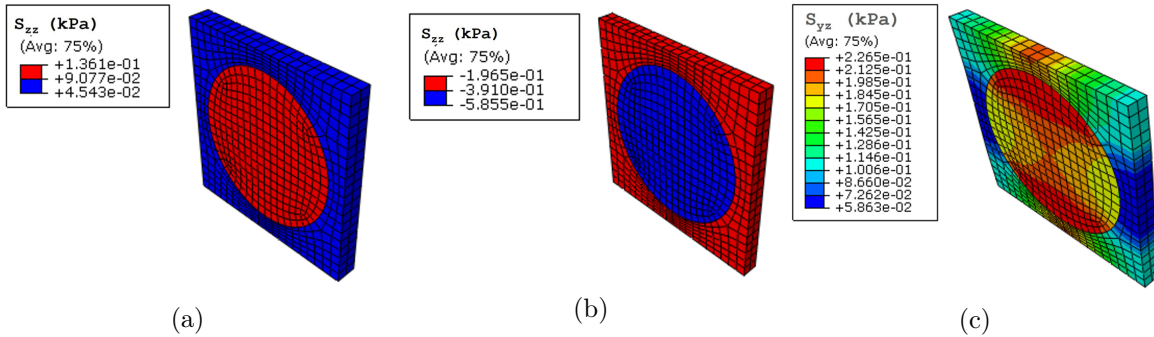 S_zz (kPa)
(Avg: 75%)
+1.361e-01
+9.077e-02
+4.543e-02
S_zz (kPa)
(Avg: 75%)
-1.965e-01
-3.910e-01
-5.855e-01
S_yz (kPa)
(Avg: 75%)
+2.265e-01
+2.125e-01
+1.985e-01
+1.845e-01
+1.705e-01
+1.565e-01
+1.425e-01
+1.286e-01
+1.146e-01
+1.006e-01
+8.660e-02
+7.262e-02
+5.863e-02
(a)
(b)
(c)